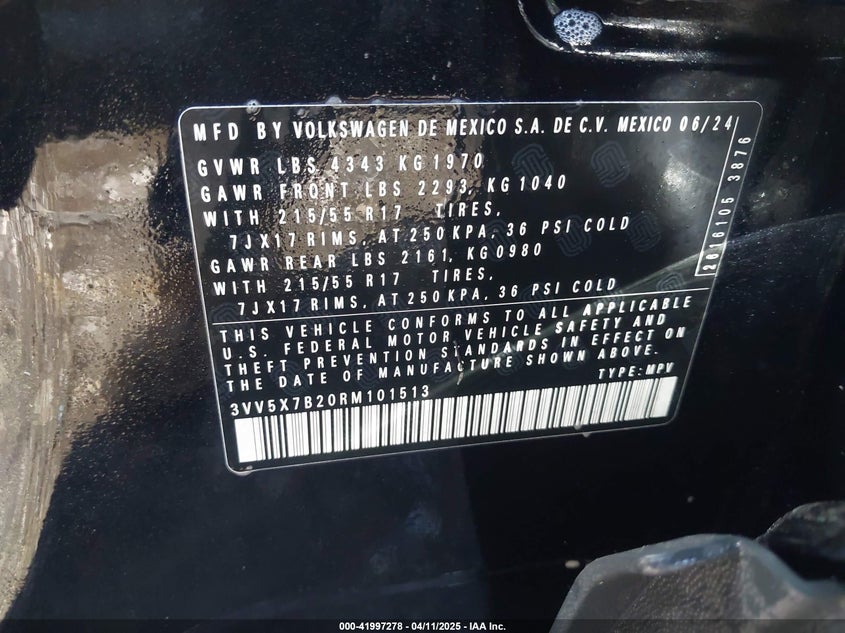 MFD BY VOLKSWAGEN DE MEXICO S.A. DE C.V. MEXICO 06/24
GVWR LBS 4343 KG 1970
GAWR FRONT LBS 2293, KG 1040
WITH 215/55 R17 TIRES,
7JX17 RIMS, AT 250 KPA, 36 PSI COLD
GAWR REAR LBS 2161, KG 0980
WITH 215/55 R17 TIRES,
7JX17 RIMS, AT 250 KPA, 36 PSI COLD
2616105 3876
THIS VEHICLE CONFORMS TO ALL APPLICABLE
U.S. FEDERAL MOTOR VEHICLE SAFETY AND
THEFT PREVENTION STANDARDS IN EFFECT ON
THE DATE OF MANUFACTURE SHOWN ABOVE.
TYPE: MPV
3VV5X7B20RM101513
000-41997278 - 04/11/2025 - IAA Inc.